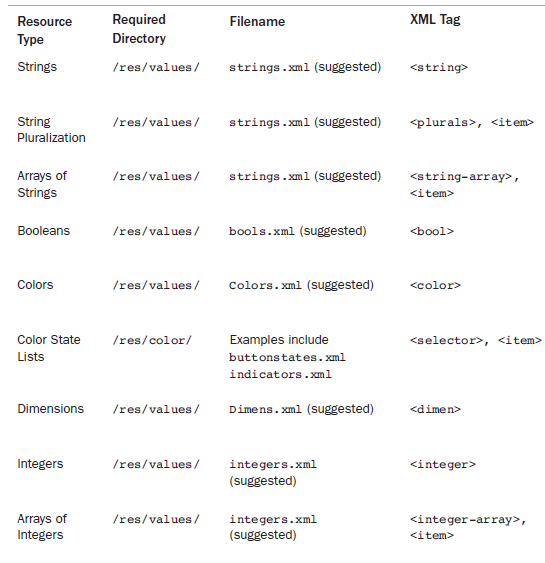 Resource Type Required Directory Filename XML Tag
Strings /res/values/ strings.xml (suggested) <string>
String Pluralization /res/values/ strings.xml (suggested) <plurals>, <item>
Arrays of Strings /res/values/ strings.xml (suggested) <string-array>, <item>
Booleans /res/values/ bools.xml (suggested) <bool>
Colors /res/values/ Colors.xml (suggested) <color>
Color State Lists /res/color/ Examples include buttonstates.xml indicators.xml <selector>, <item>
Dimensions /res/values/ Dimens.xml (suggested) <dimen>
Integers /res/values/ integers.xml (suggested) <integer>
Arrays of Integers /res/values/ integers.xml (suggested) <integer-array>, <item>